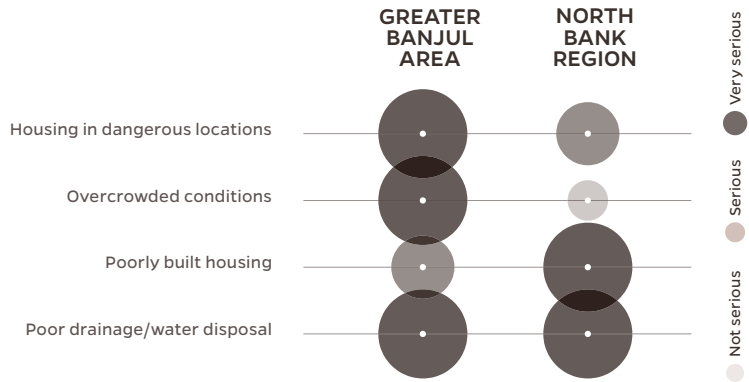 GREATER
BANJUL
AREA
NORTH
BANK
REGION
Housing in dangerous locations
Overcrowded conditions
Poorly built housing
Poor drainage/water disposal
Very serious
Serious
Not serious